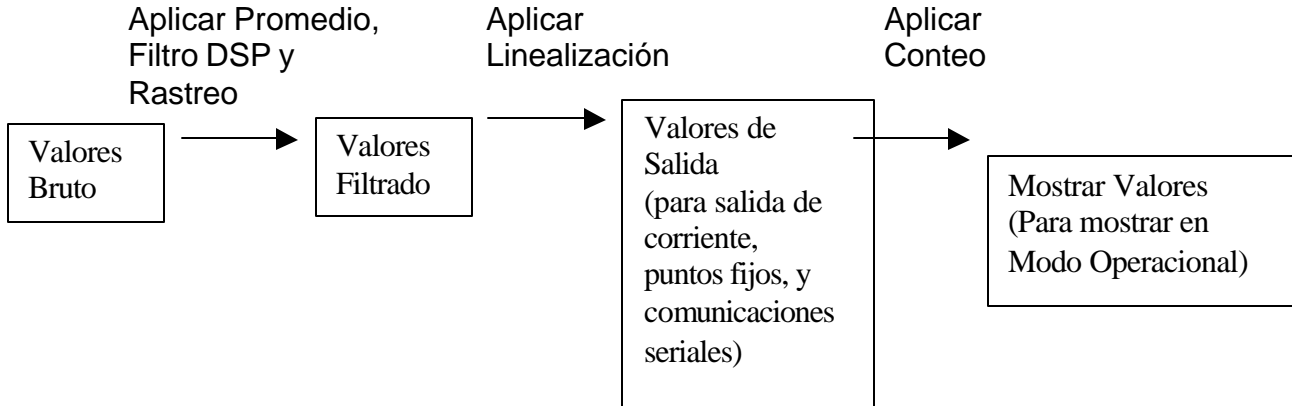 Aplicar Promedio,
Filtro DSP y
Rastreo
Aplicar
Linealización
Aplicar
Conteo
Valores
Bruto
Valores
Filtrado
Valores de
Salida
(para salida de
corriente,
puntos fijos, y
comunicaciones
seriales)
Mostrar Valores
(Para mostrar en
Modo Operacional)